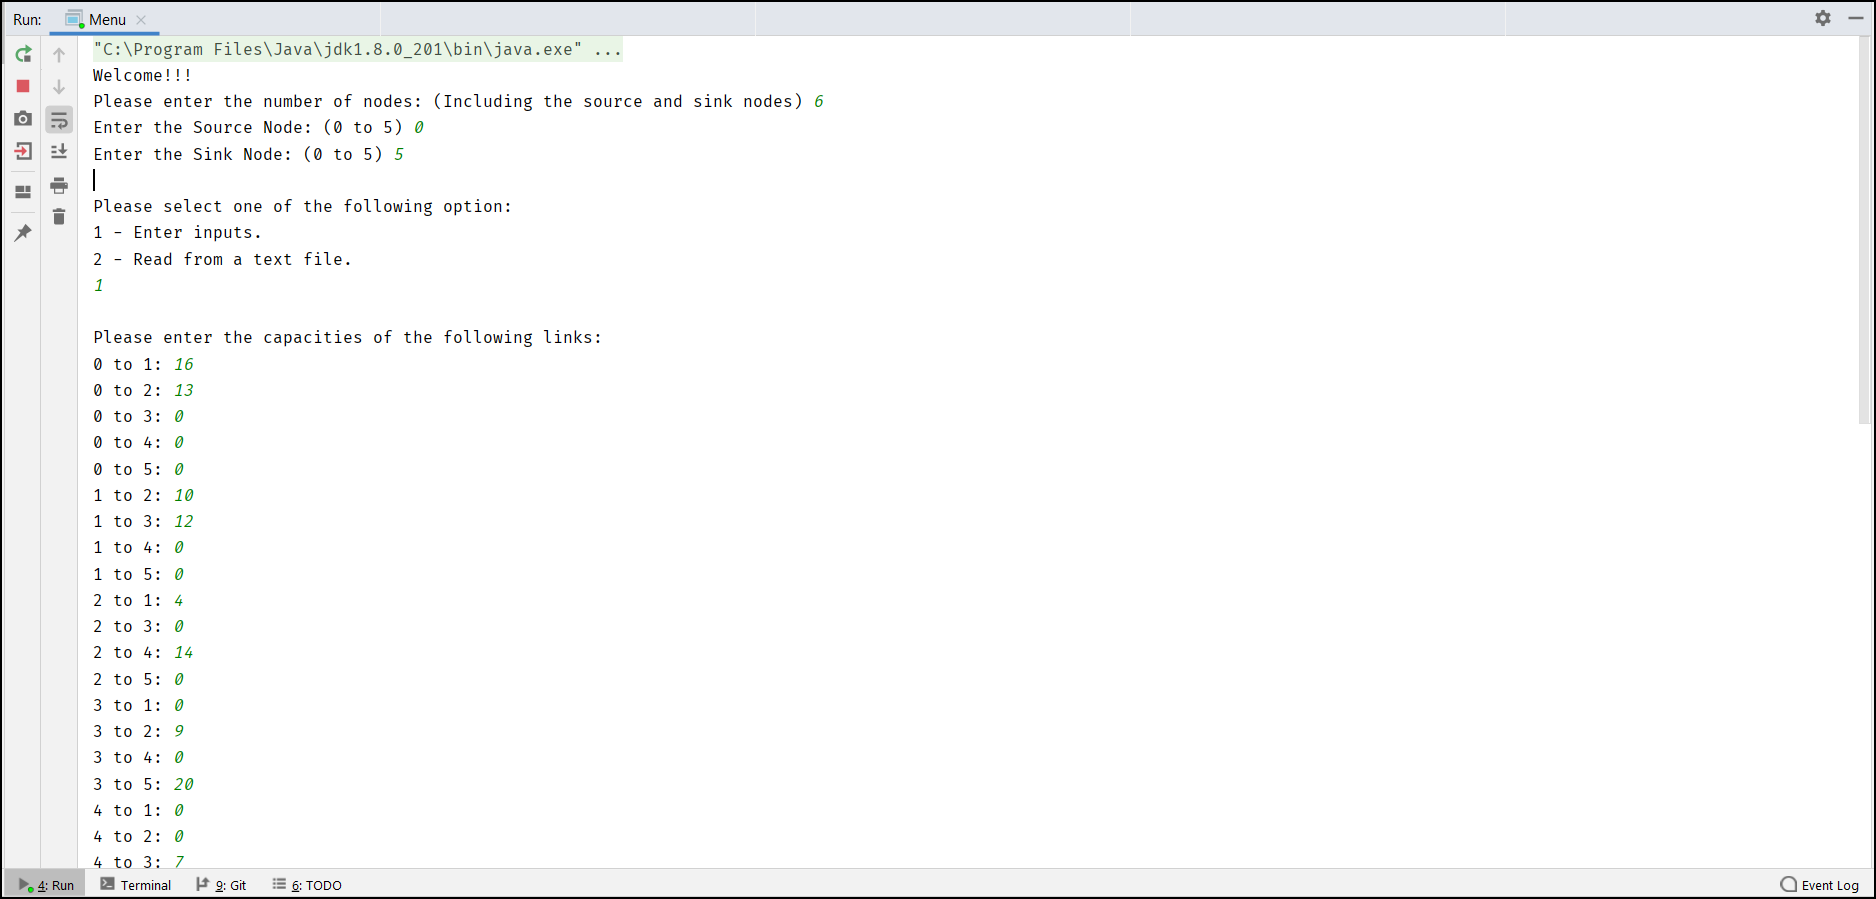 Run: Menu
"C:\Program Files\Java\jdk1.8.0_201\bin\java.exe" ...
Welcome!!!
Please enter the number of nodes: (Including the source and sink nodes) 6
Enter the Source Node: (0 to 5) 0
Enter the Sink Node: (0 to 5) 5
Please select one of the following option:
1 - Enter inputs.
2 - Read from a text file.
1
Please enter the capacities of the following links:
0 to 1: 16
0 to 2: 13
0 to 3: 0
0 to 4: 0
0 to 5: 0
1 to 2: 10
1 to 3: 12
1 to 4: 0
1 to 5: 0
2 to 1: 4
2 to 3: 0
2 to 4: 14
2 to 5: 0
3 to 1: 0
3 to 2: 9
3 to 4: 0
3 to 5: 20
4 to 1: 0
4 to 2: 0
4 to 3: 7
4: Run Terminal 9: Git 6: TODO Event Log